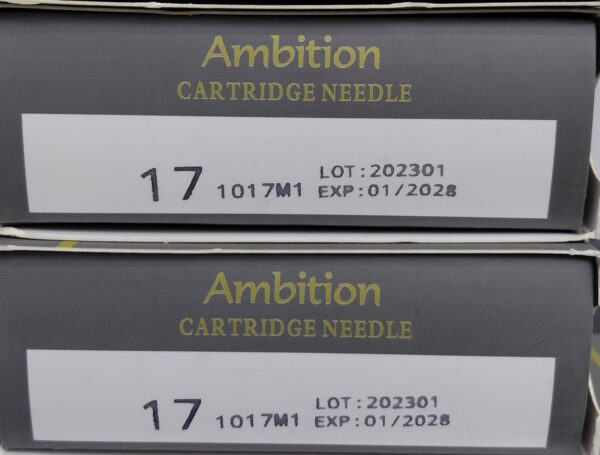 Ambition
CARTRIDGE NEEDLE
17 1017M1 LOT:202301
EXP:01/2028
Ambition
CARTRIDGE NEEDLE
17 1017M1 LOT:202301
EXP:01/2028